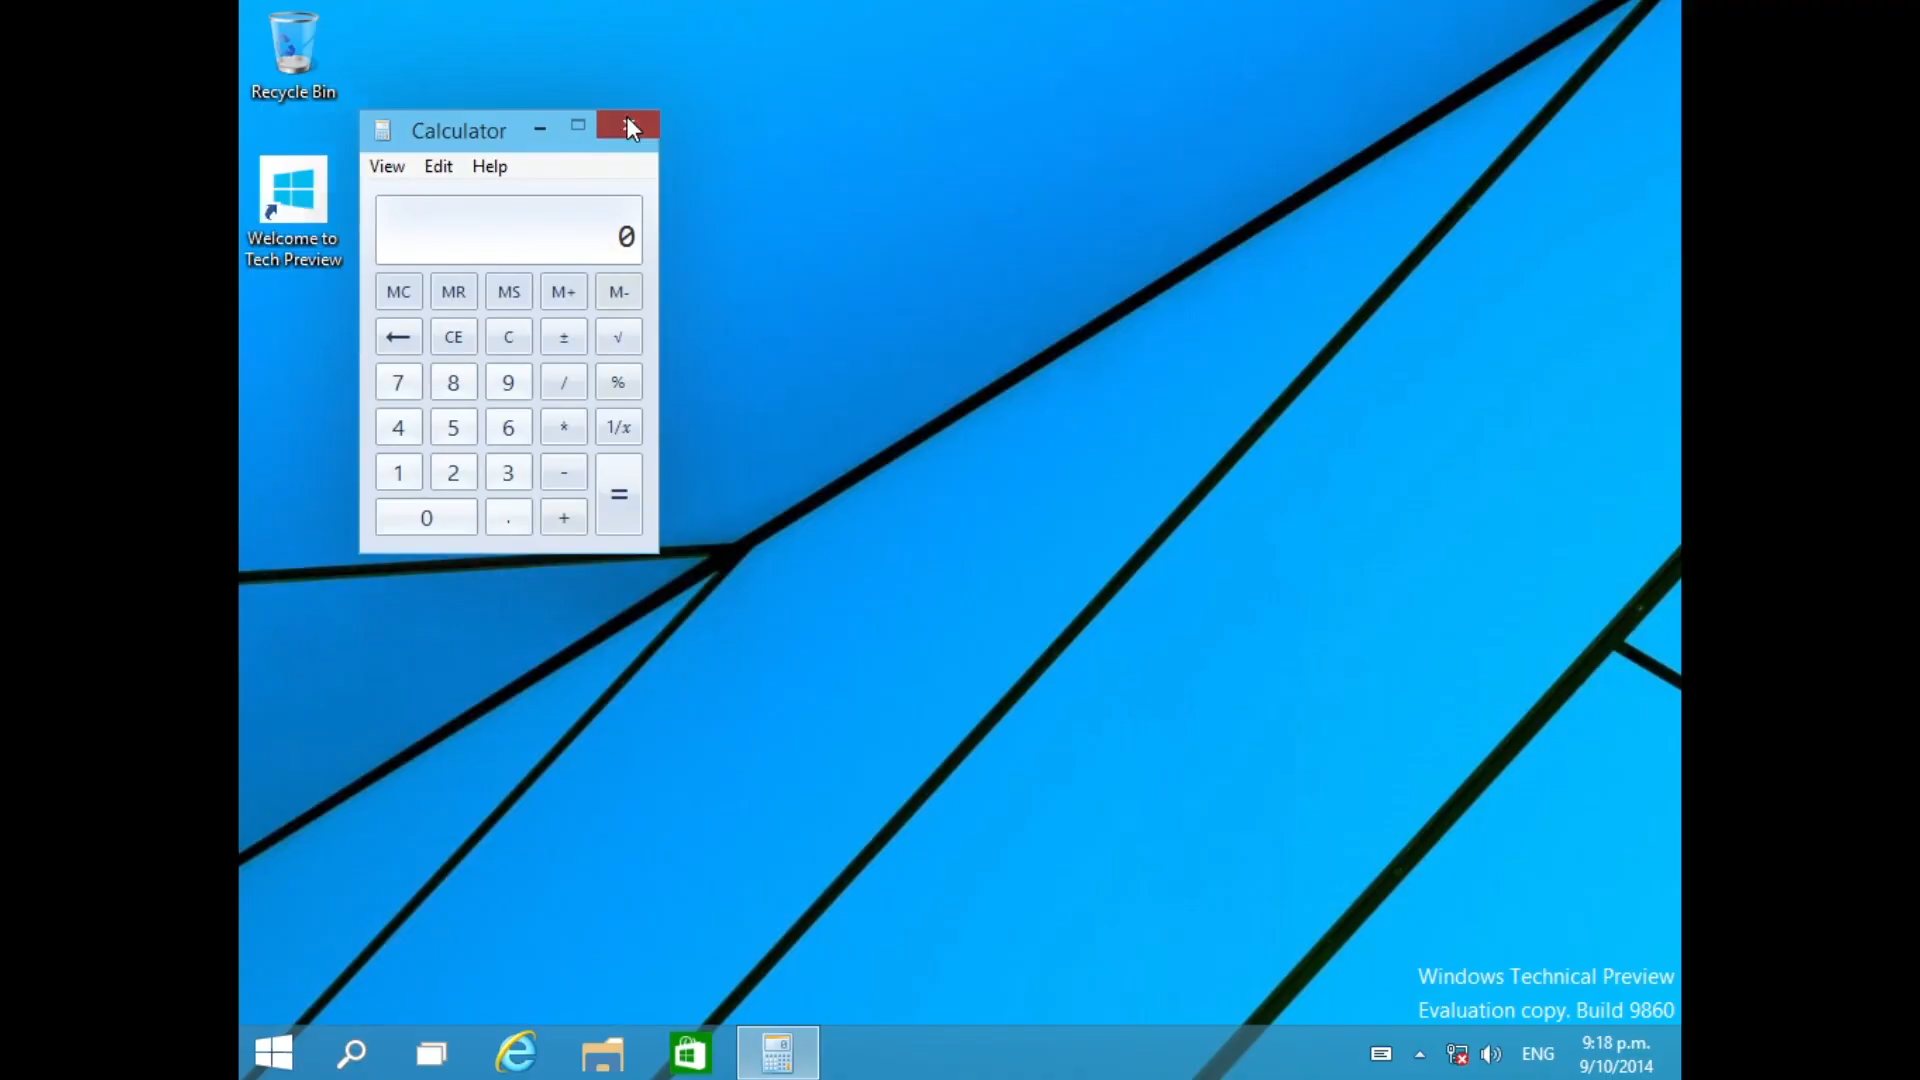 Recycle Bin
Welcome to
Tech Preview
Calculator
View Edit Help
0
MC MR MS M+ M-
← CE C ± √
7 8 9 / %
4 5 6 * 1/x
1 2 3 - =
0 . +
Windows Technical Preview
Evaluation copy. Build 9860
ENG
9:18 p.m.
9/10/2014